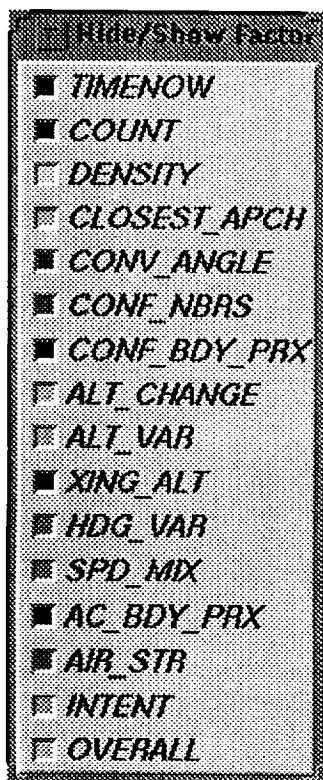 Hide/Show Factor
TIMENOW
COUNT
DENSITY
CLOSEST_APCH
CONV_ANGLE
CONF_NBRS
CONF_BDY_PRX
ALT_CHANGE
ALT_VAR
XING_ALT
HDG_VAR
SPD_MIX
AC_BDY_PRX
AIR_STR
INTENT
OVERALL